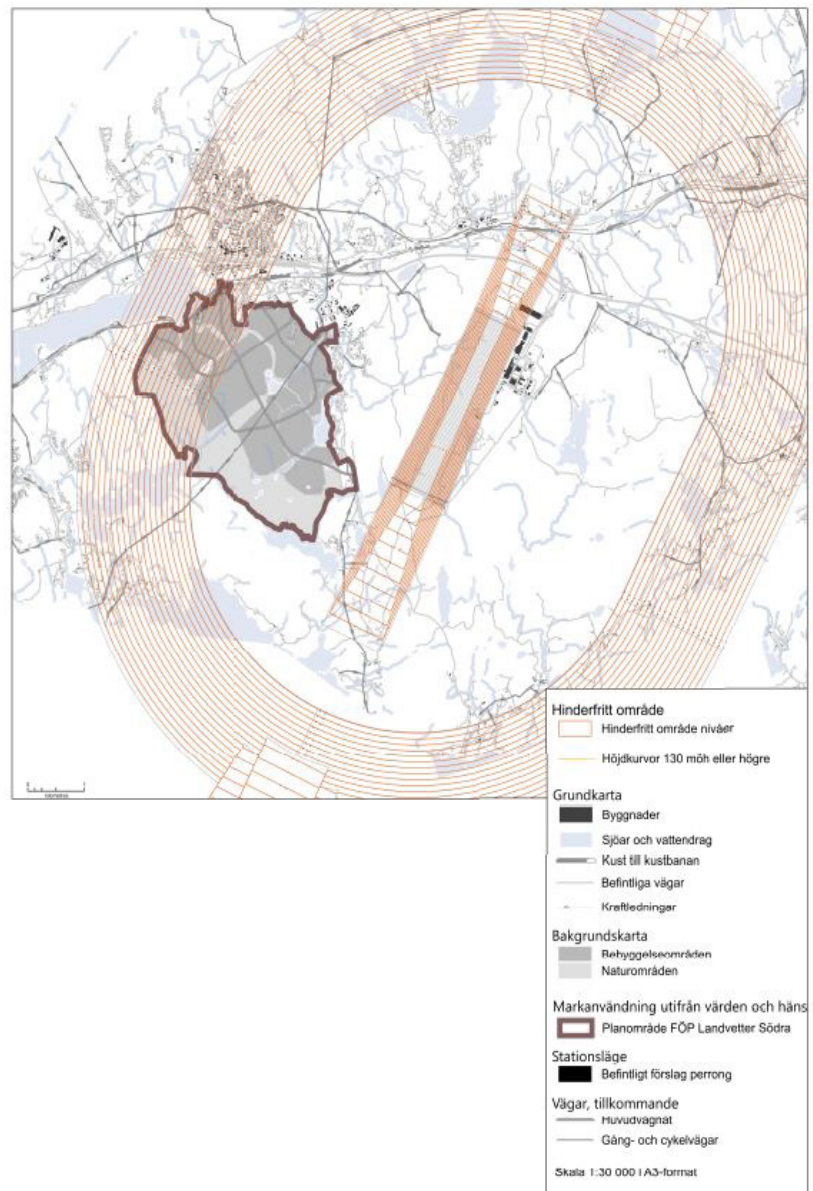 Hinderfritt område
Hinderfritt område nivåer
Höjdkurvor 130 möh eller högre
Grundkarta
Byggnader
Sjöar och vattendrag
Kust till kustbanan
Befintliga vägar
Kraftledningar
Bakgrundskarta
Bebyggelseområden
Naturområden
Markanvändning utifrån värden och häns
Planområde FÖP Landvetter Södra
Stationsläge
Befintligt förslag perrong
Vägar, tillkommande
Huvudvägnät
Gång- och cykelvägar
Skala 1:30 000 i A3-format